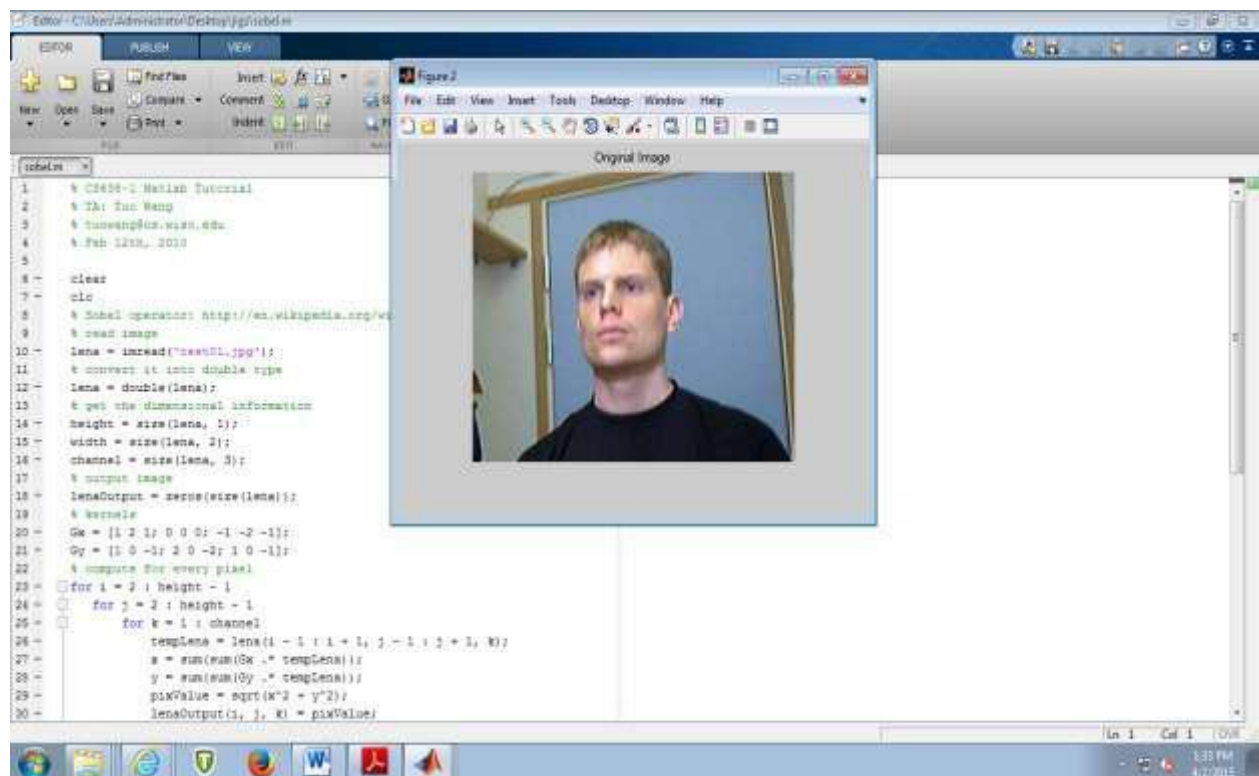 Editor - C:\Users\Administrator\Desktop\jigi\sobel.m
EDITOR PUBLISH VIEW
New Open Save
Find Files
Compare
Print
Insert fx
Comment
Indent
FILE EDIT
sobel.m
Figure 2
File Edit View Insert Tools Desktop Window Help
Original Image
1 % CS638-1 Matlab Tutorial
2 % TA: Tuo Wang
3 % tuowang@cs.wisc.edu
4 % Feb 12th, 2010
5
6 - clear
7 - clc
8 % Sobel operator: http://en.wikipedia.org/wi
9 % read image
10 - lena = imread('test01.jpg');
11 % convert it into double type
12 - lena = double(lena);
13 % get the dimensional information
14 - height = size(lena, 1);
15 - width = size(lena, 2);
16 - channel = size(lena, 3);
17 % output image
18 - lenaOutput = zeros(size(lena));
19 % kernels
20 - Gx = [1 2 1; 0 0 0; -1 -2 -1];
21 - Gy = [1 0 -1; 2 0 -2; 1 0 -1];
22 % compute for every pixel
23 - for i = 2 : height - 1
24 - for j = 2 : height - 1
25 - for k = 1 : channel
26 - tempLena = lena(i - 1 : i + 1, j - 1 : j + 1, k);
27 - x = sum(sum(Gx .* tempLena));
28 - y = sum(sum(Gy .* tempLena));
29 - pixValue = sqrt(x^2 + y^2);
30 - lenaOutput(i, j, k) = pixValue;
Ln 1 Col 1 OVR
1:33 PM
4/2/2015